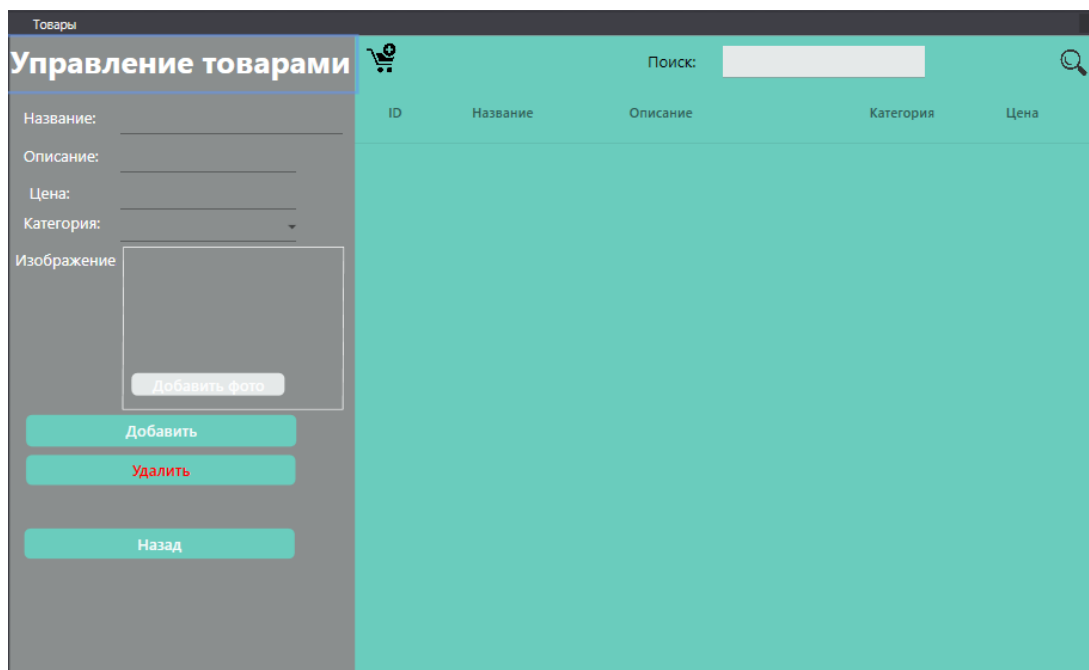 Товары
Управление товарами
Поиск:
ID Название Описание Категория Цена
Название:
Описание:
Цена:
Категория:
Изображение
Добавить фото
Добавить
Удалить
Назад